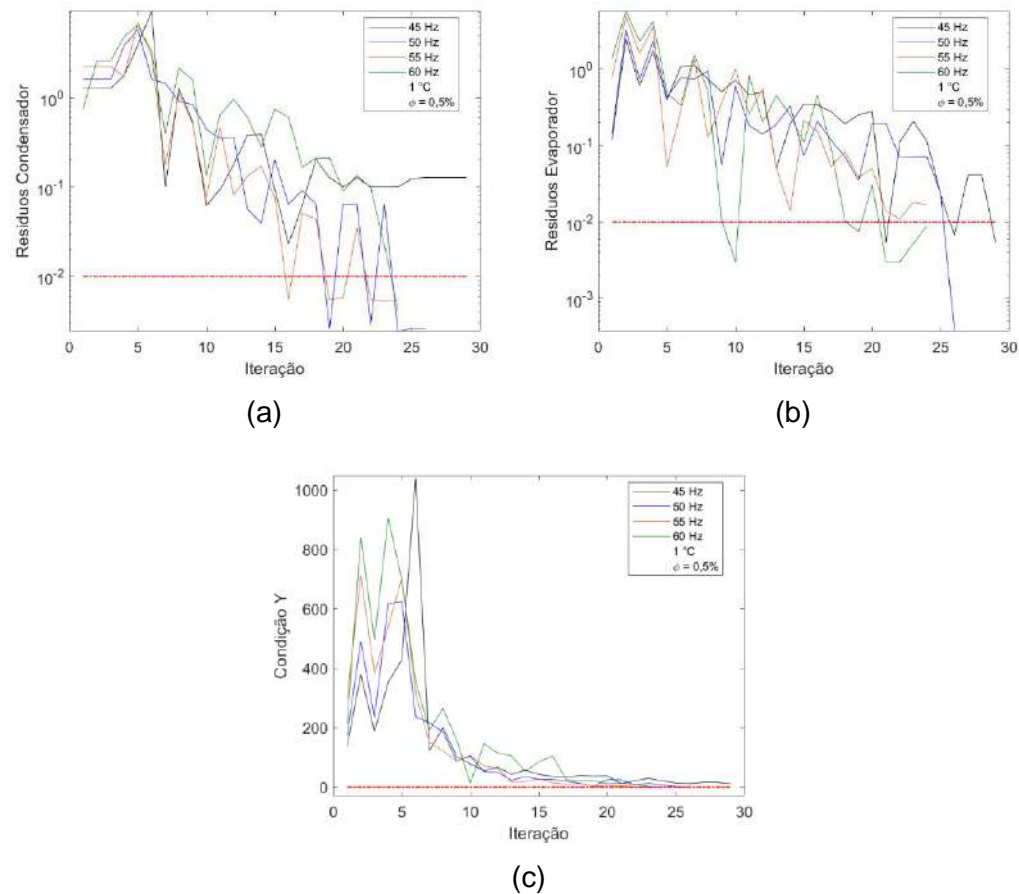 Resíduos Condensador
10^0
10^-1
10^-2
0 5 10 15 20 25 30
Iteração
45 Hz
50 Hz
55 Hz
60 Hz
1 °C
ϕ = 0,5%
(a)
Resíduos Evaporador
10^0
10^-1
10^-2
10^-3
0 5 10 15 20 25 30
Iteração
45 Hz
50 Hz
55 Hz
60 Hz
1 °C
ϕ = 0,5%
(b)
Condição Y
1000
800
600
400
200
0
0 5 10 15 20 25 30
Iteração
45 Hz
50 Hz
55 Hz
60 Hz
1 °C
ϕ = 0,5%
(c)